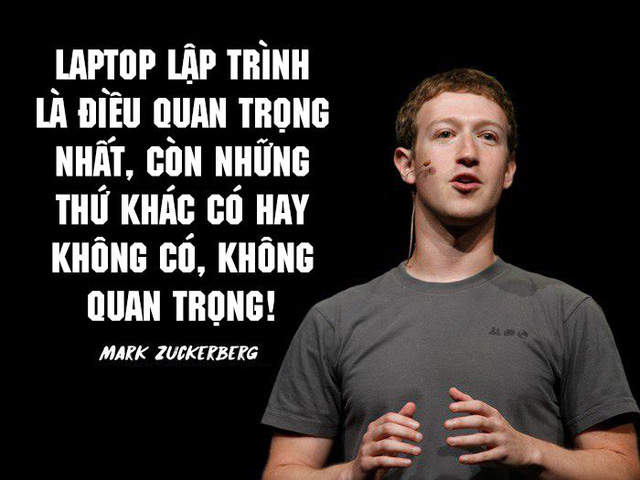 LAPTOP LẬP TRÌNH
LÀ ĐIỀU QUAN TRỌNG
NHẤT, CÒN NHỮNG
THỨ KHÁC CÓ HAY
KHÔNG CÓ, KHÔNG
QUAN TRỌNG!
MARK ZUCKERBERG